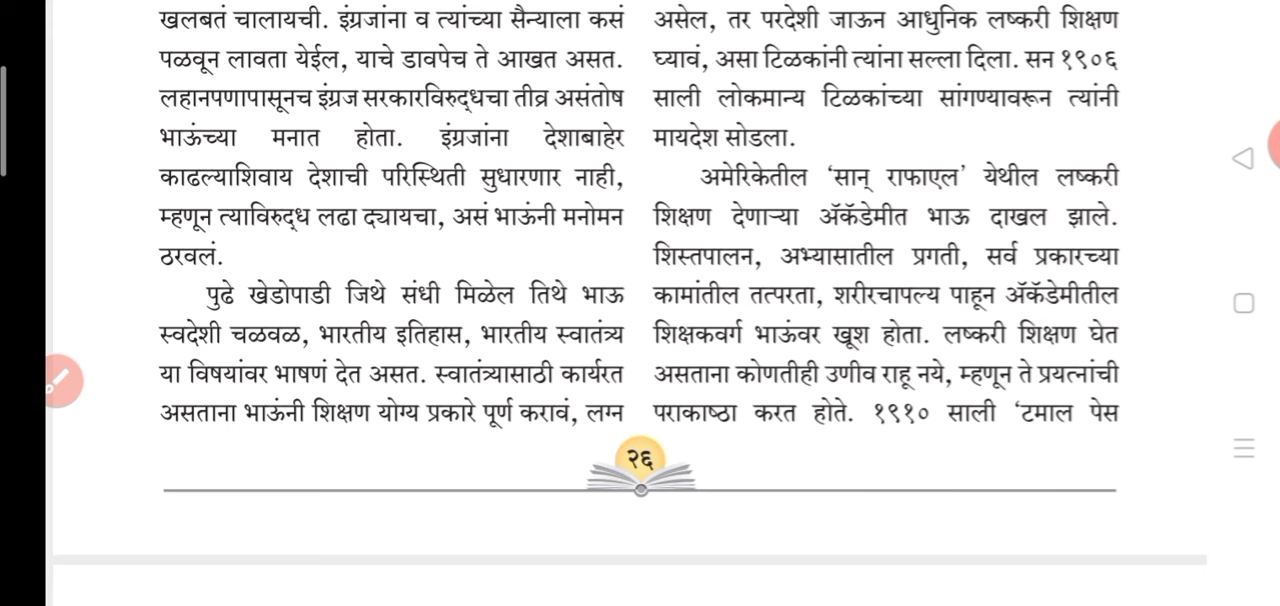 खलबतं चालायची. इंग्रजांना व त्यांच्या सैन्याला कसं
पळवून लावता येईल, याचे डावपेच ते आखत असत.
लहानपणापासूनच इंग्रज सरकारविरुद्धचा तीव्र असंतोष
भाऊंच्या मनात होता. इंग्रजांना देशाबाहेर
काढल्याशिवाय देशाची परिस्थिती सुधारणार नाही,
म्हणून त्याविरुद्ध लढा द्यायचा, असं भाऊंनी मनोमन
ठरवलं.
पुढे खेडोपाडी जिथे संधी मिळेल तिथे भाऊ
स्वदेशी चळवळ, भारतीय इतिहास, भारतीय स्वातंत्र्य
या विषयांवर भाषणं देत असत. स्वातंत्र्यासाठी कार्यरत
असताना भाऊंनी शिक्षण योग्य प्रकारे पूर्ण करावं, लग्न
असेल, तर परदेशी जाऊन आधुनिक लष्करी शिक्षण
घ्यावं, असा टिळकांनी त्यांना सल्ला दिला. सन १९०६
साली लोकमान्य टिळकांच्या सांगण्यावरून त्यांनी
मायदेश सोडला.
अमेरिकेतील ‘सान् राफाएल’ येथील लष्करी
शिक्षण देणाऱ्या ॲकॅडेमीत भाऊ दाखल झाले.
शिस्तपालन, अभ्यासातील प्रगती, सर्व प्रकारच्या
कामांतील तत्परता, शरीरचापल्य पाहून ॲकॅडेमीतील
शिक्षकवर्ग भाऊंवर खूश होता. लष्करी शिक्षण घेत
असताना कोणतीही उणीव राहू नये, म्हणून ते प्रयत्नांची
पराकाष्ठा करत होते. १९१० साली ‘टमाल पेस
२६